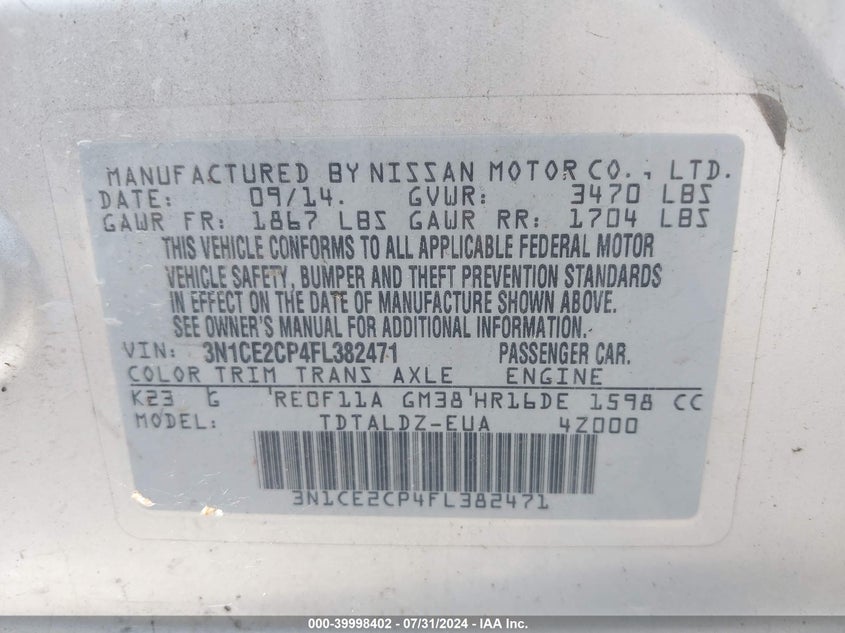 MANUFACTURED BY NISSAN MOTOR CO., LTD.
DATE: 09/14. GVWR: 3470 LBS
GAWR FR: 1867 LBS GAWR RR: 1704 LBS
THIS VEHICLE CONFORMS TO ALL APPLICABLE FEDERAL MOTOR
VEHICLE SAFETY, BUMPER AND THEFT PREVENTION STANDARDS
IN EFFECT ON THE DATE OF MANUFACTURE SHOWN ABOVE.
SEE OWNER'S MANUAL FOR ADDITIONAL INFORMATION.
VIN: 3N1CE2CP4FL382471 PASSENGER CAR.
COLOR TRIM TRANS AXLE ENGINE
K23 G RE0F11A GM38 HR16DE 1598 CC
MODEL: TDTALDZ-EUA 4Z000
3N1CE2CP4FL382471
000-39998402 - 07/31/2024 - IAA Inc.